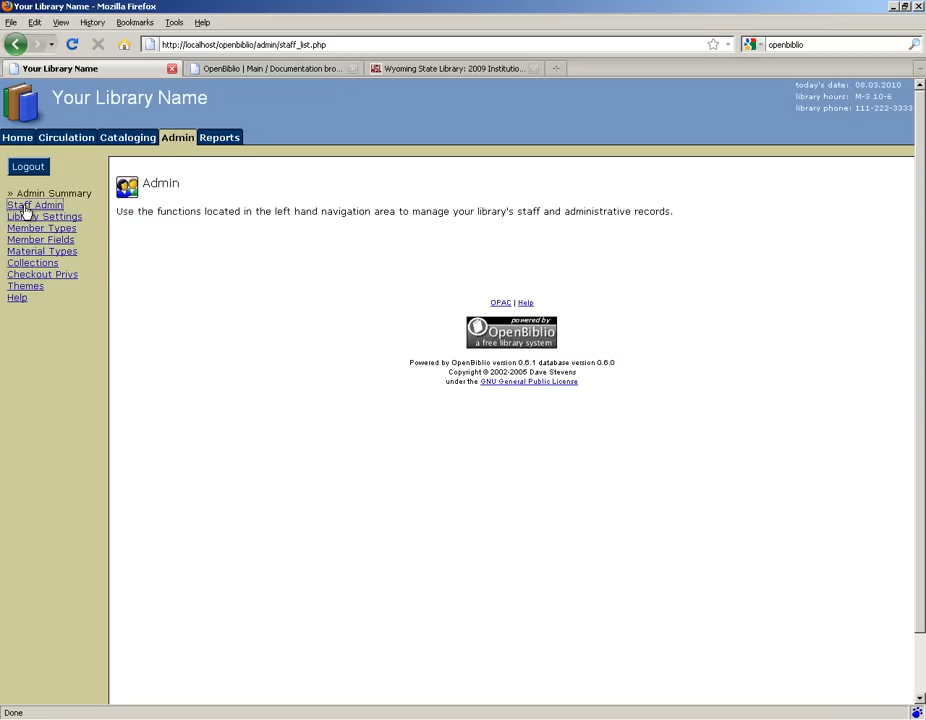 Your Library Name - Mozilla Firefox
File Edit View History Bookmarks Tools Help
http://localhost/openbiblio/admin/staff_list.php openbiblio
Your Library Name OpenBiblio | Main / Documentation bro... Wyoming State Library: 2009 Institutio...
Your Library Name
today's date: 08.03.2010
library hours: M-S 10-6
library phone: 111-222-3333
Home Circulation Cataloging Admin Reports
Logout
» Admin Summary
Staff Admin
Library Settings
Member Types
Member Fields
Material Types
Collections
Checkout Privs
Themes
Help
Admin
Use the functions located in the left hand navigation area to manage your library's staff and administrative records.
OPAC | Help
powered by
OpenBiblio
a free library system
Powered by OpenBiblio version 0.6.1 database version 0.6.0
Copyright © 2002-2005 Dave Stevens
under the GNU General Public License
Done